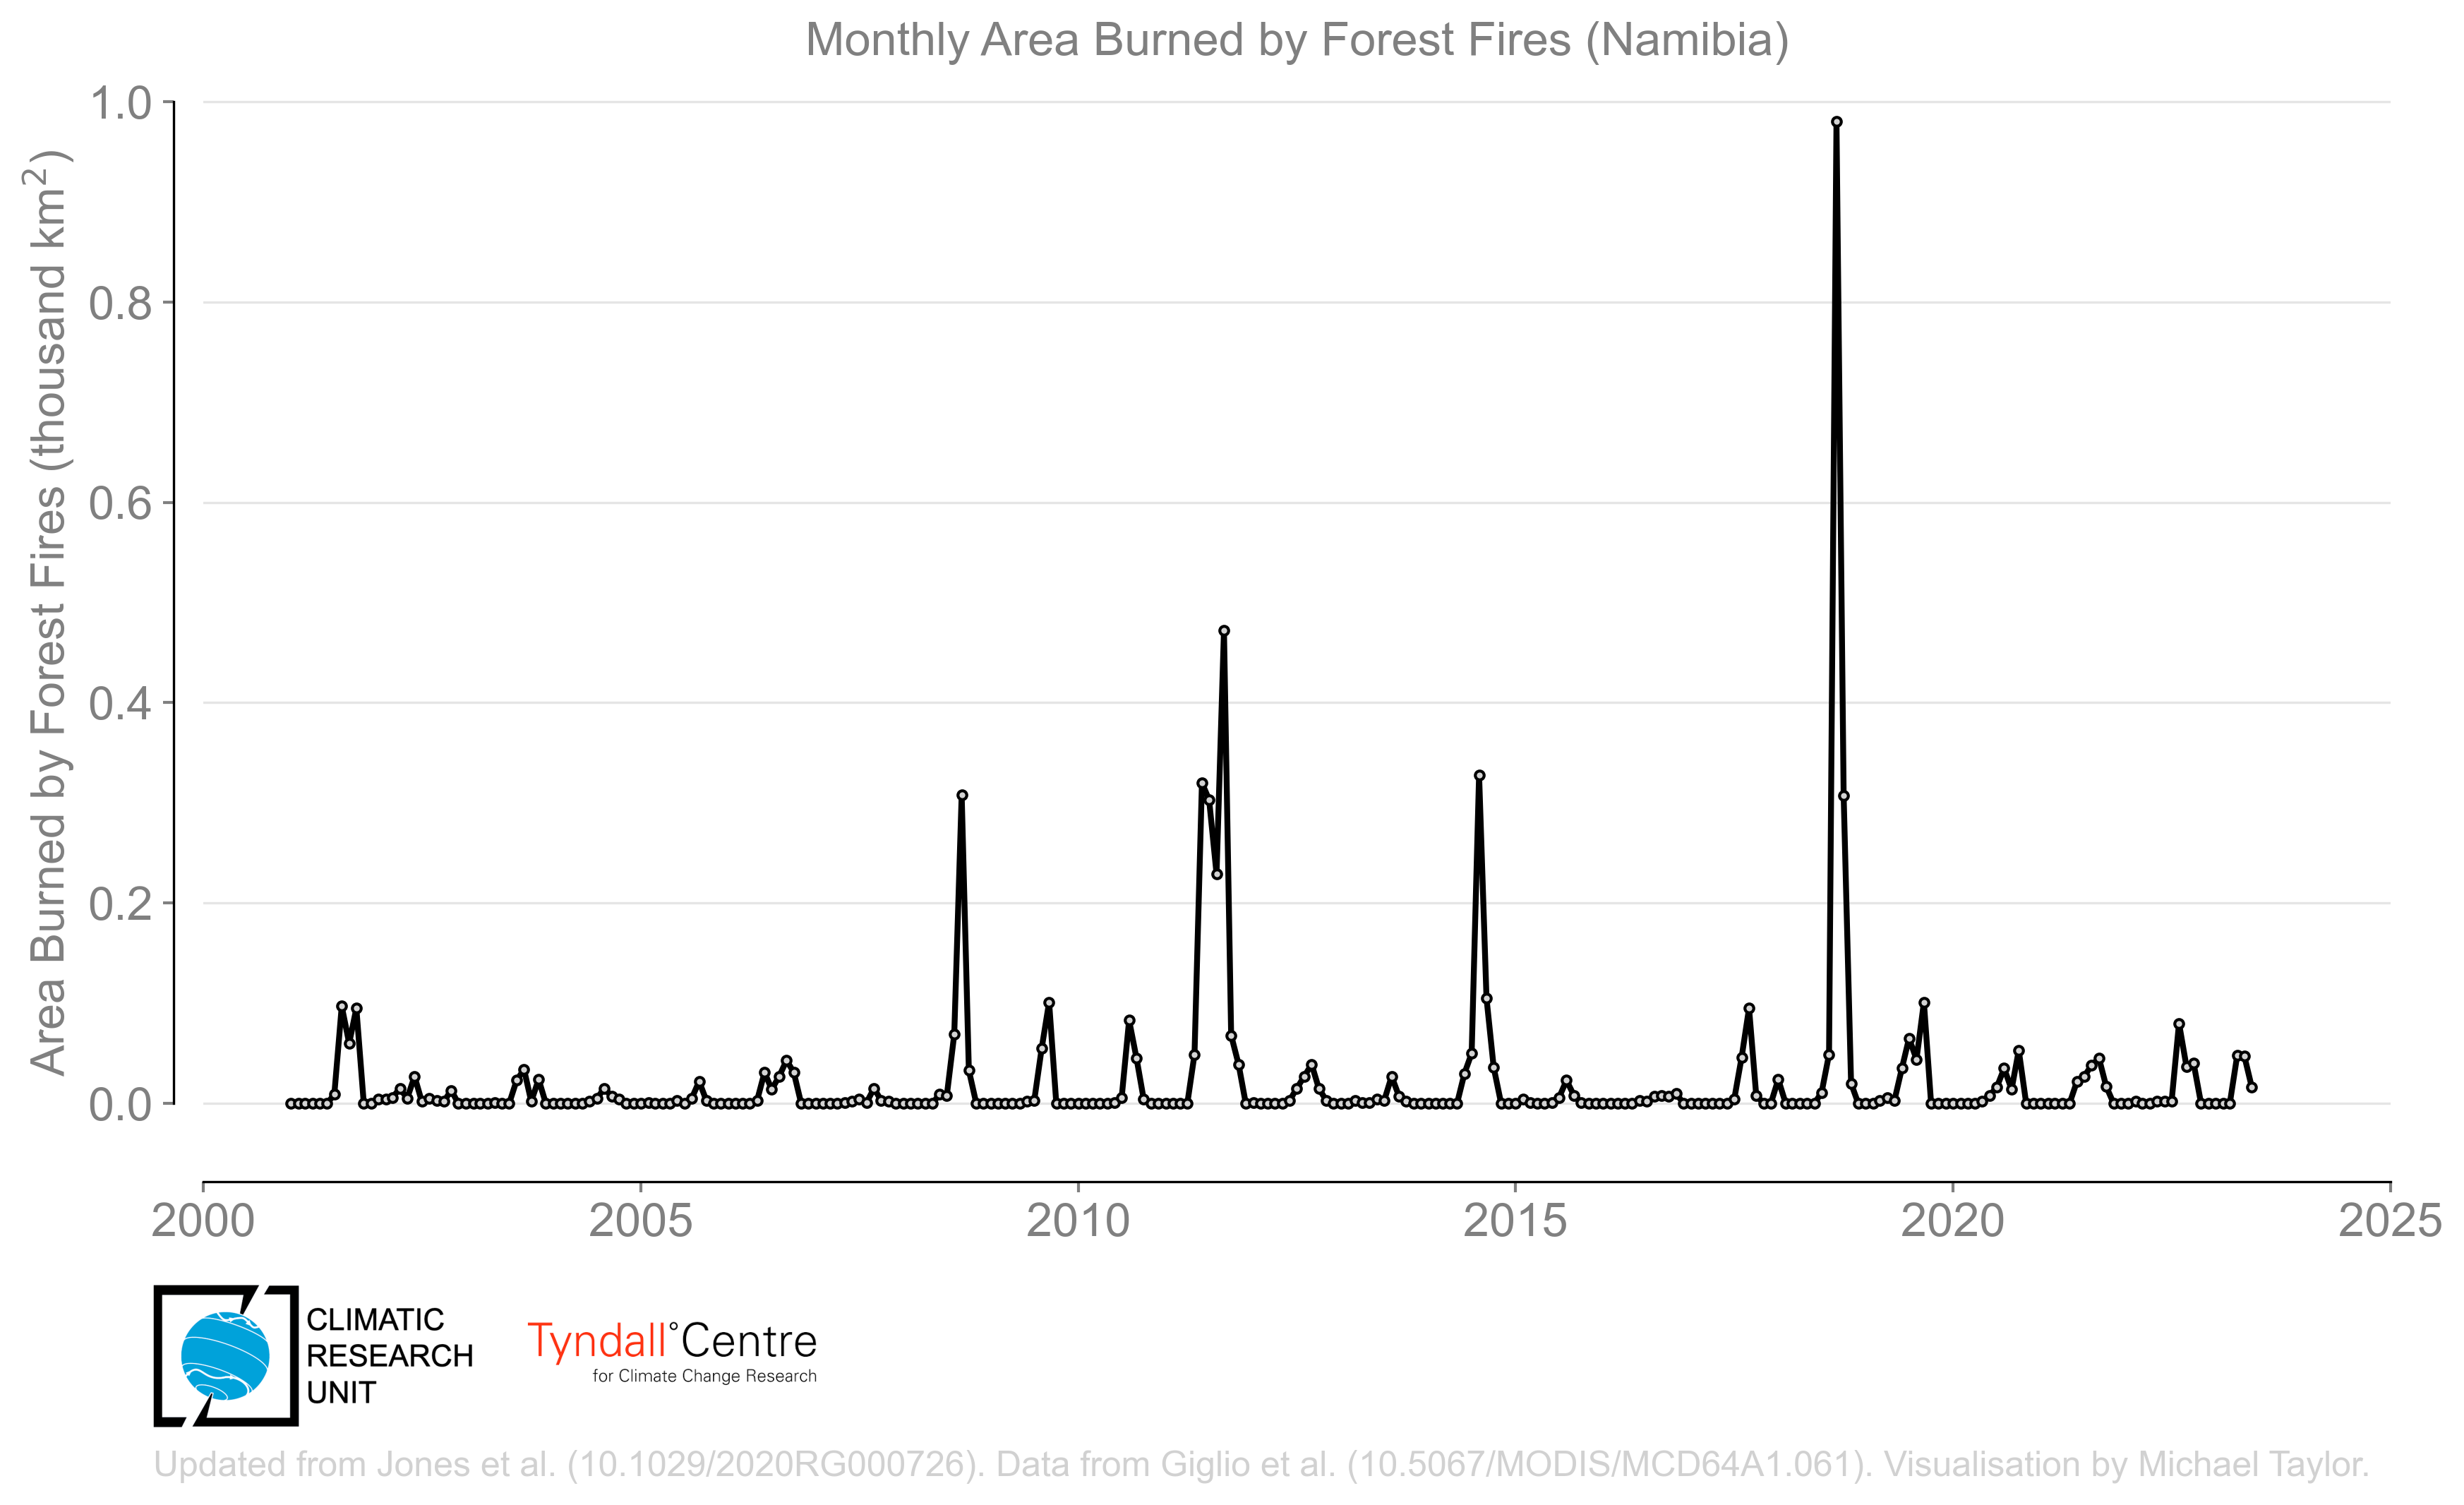 Monthly Area Burned by Forest Fires (Namibia)
Area Burned by Forest Fires (thousand km²)
1.0
0.8
0.6
0.4
0.2
0.0
2000 2005 2010 2015 2020 2025
CLIMATIC
RESEARCH
UNIT
Tyndall°Centre
for Climate Change Research
Updated from Jones et al. (10.1029/2020RG000726). Data from Giglio et al. (10.5067/MODIS/MCD64A1.061). Visualisation by Michael Taylor.